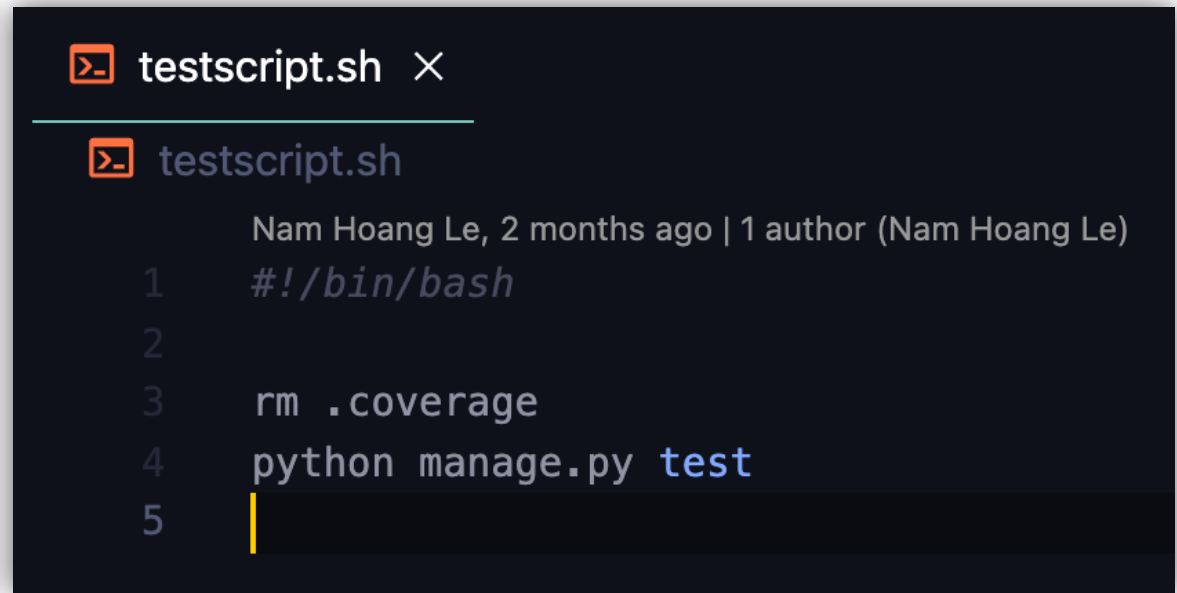 testscript.sh
testscript.sh
Nam Hoang Le, 2 months ago | 1 author (Nam Hoang Le)
1 #!/bin/bash
2
3 rm .coverage
4 python manage.py test
5